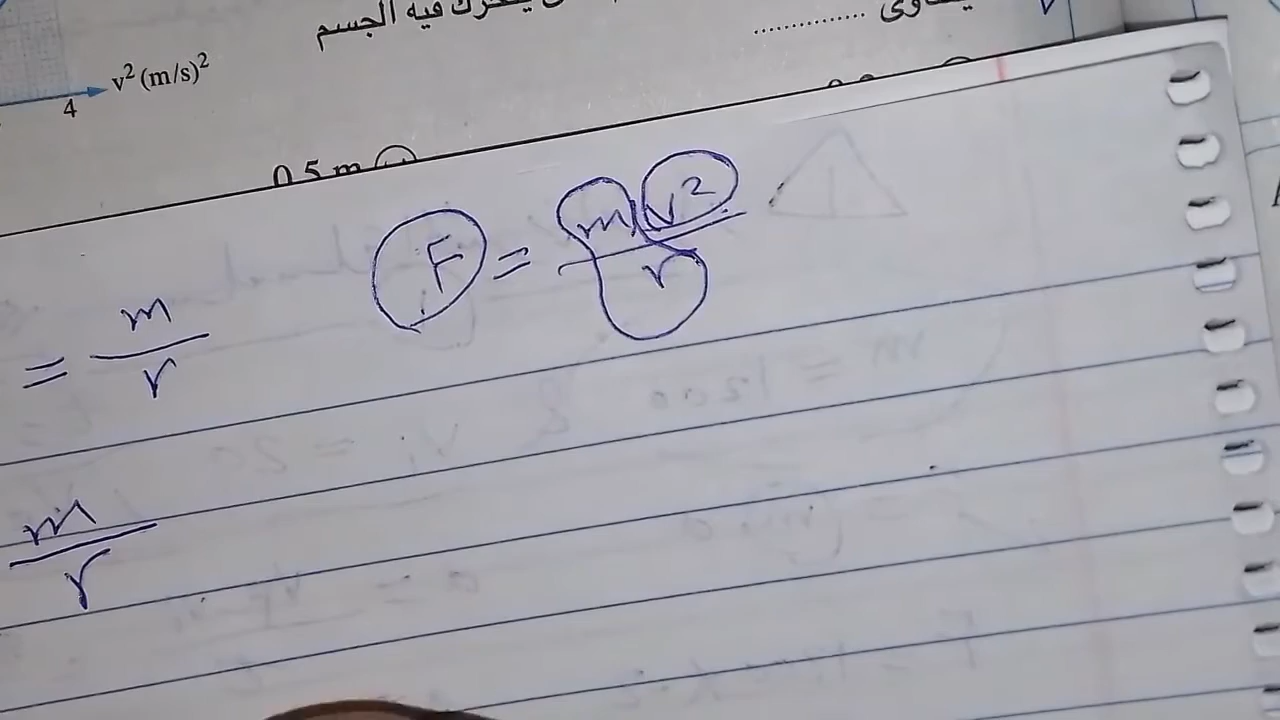 يتحرك فيه الجسم
يساوى ..............
v² (m/s)²
4
0.5 m
F = mv²/r
= m/r
m/r